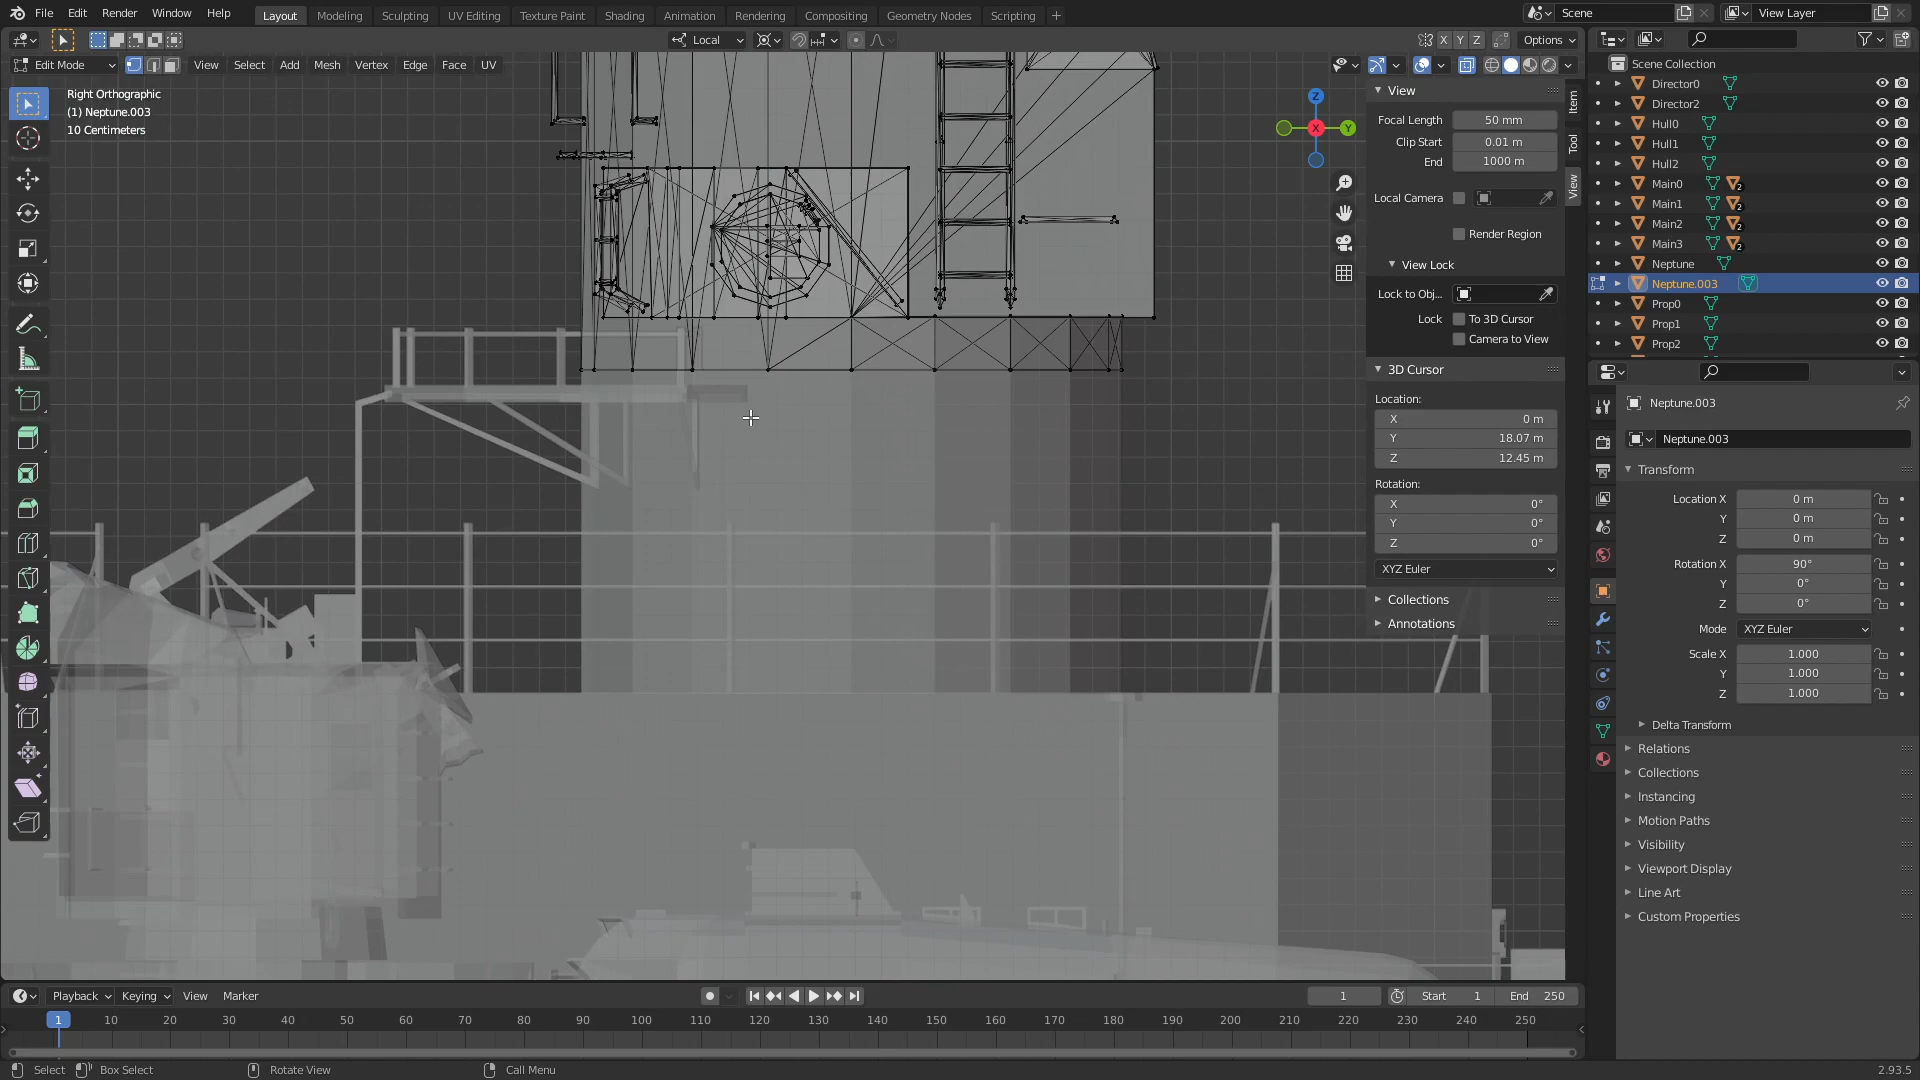 File Edit Render Window Help Layout Modeling Sculpting UV Editing Texture Paint Shading Animation Rendering Compositing Geometry Nodes Scripting + Scene View Layer
Local X Y Z Options
Edit Mode View Select Add Mesh Vertex Edge Face UV
Right Orthographic
(1) Neptune.003
10 Centimeters
Z
X
Y
View
Focal Length 50 mm
Clip Start 0.01 m
End 1000 m
Local Camera
Render Region
View Lock
Lock to Obj...
Lock To 3D Cursor
Camera to View
3D Cursor
Location:
X 0 m
Y 18.07 m
Z 12.45 m
Rotation:
X 0°
Y 0°
Z 0°
XYZ Euler
Collections
Annotations
Item
Tool
View
Scene Collection
Director0
Director2
Hull0
Hull1
Hull2
Main0 2
Main1 2
Main2 2
Main3 2
Neptune
Neptune.003
Prop0
Prop1
Prop2
Neptune.003
Neptune.003
Transform
Location X 0 m
Y 0 m
Z 0 m
Rotation X 90°
Y 0°
Z 0°
Mode XYZ Euler
Scale X 1.000
Y 1.000
Z 1.000
Delta Transform
Relations
Collections
Instancing
Motion Paths
Visibility
Viewport Display
Line Art
Custom Properties
Playback Keying View Marker 1 Start 1 End 250
1 10 20 30 40 50 60 70 80 90 100 110 120 130 140 150 160 170 180 190 200 210 220 230 240 250
Select Box Select Rotate View Call Menu 2.93.5